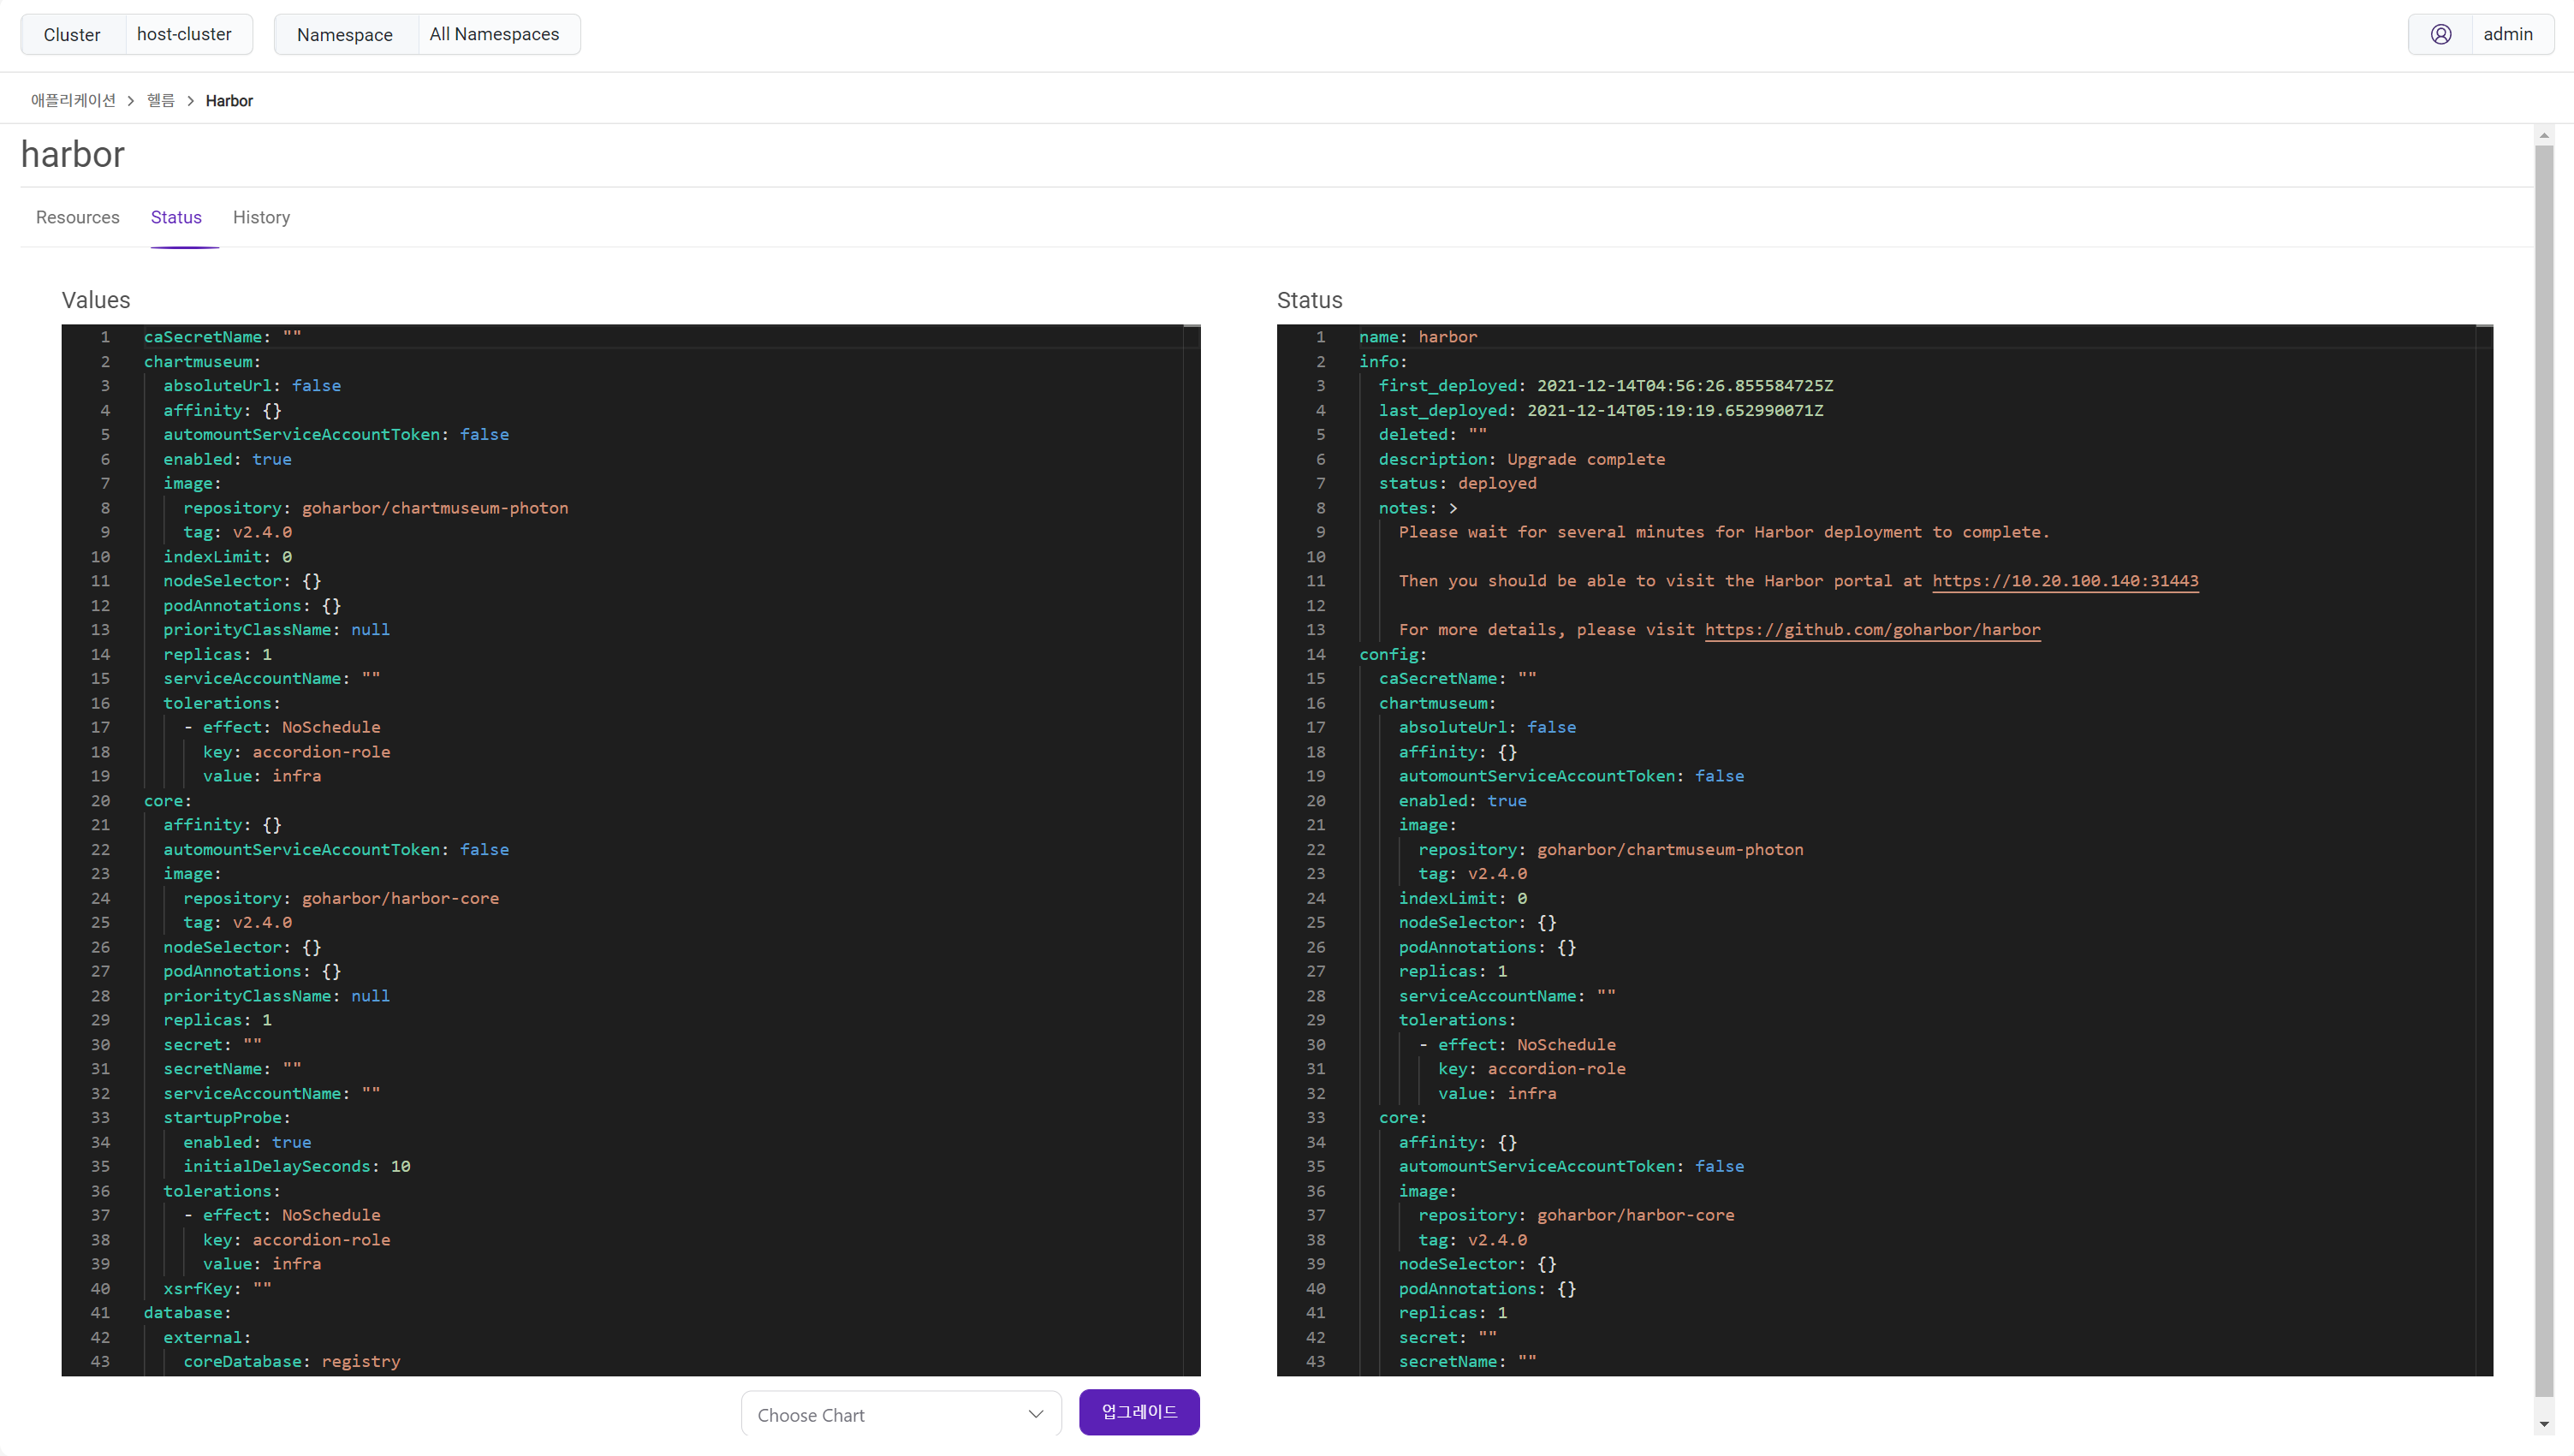 Cluster host-cluster Namespace All Namespaces admin
애플리케이션 > 헬름 > Harbor
harbor
Resources Status History
Values
1 caSecretName: ""
2 chartmuseum:
3 absoluteUrl: false
4 affinity: {}
5 automountServiceAccountToken: false
6 enabled: true
7 image:
8 repository: goharbor/chartmuseum-photon
9 tag: v2.4.0
10 indexLimit: 0
11 nodeSelector: {}
12 podAnnotations: {}
13 priorityClassName: null
14 replicas: 1
15 serviceAccountName: ""
16 tolerations:
17 - effect: NoSchedule
18 key: accordion-role
19 value: infra
20 core:
21 affinity: {}
22 automountServiceAccountToken: false
23 image:
24 repository: goharbor/harbor-core
25 tag: v2.4.0
26 nodeSelector: {}
27 podAnnotations: {}
28 priorityClassName: null
29 replicas: 1
30 secret: ""
31 secretName: ""
32 serviceAccountName: ""
33 startupProbe:
34 enabled: true
35 initialDelaySeconds: 10
36 tolerations:
37 - effect: NoSchedule
38 key: accordion-role
39 value: infra
40 xsrfKey: ""
41 database:
42 external:
43 coreDatabase: registry
Choose Chart
업그레이드
Status
1 name: harbor
2 info:
3 first_deployed: 2021-12-14T04:56:26.855584725Z
4 last_deployed: 2021-12-14T05:19:19.652990071Z
5 deleted: ""
6 description: Upgrade complete
7 status: deployed
8 notes: >
9 Please wait for several minutes for Harbor deployment to complete.
10
11 Then you should be able to visit the Harbor portal at https://10.20.100.140:31443
12
13 For more details, please visit https://github.com/goharbor/harbor
14 config:
15 caSecretName: ""
16 chartmuseum:
17 absoluteUrl: false
18 affinity: {}
19 automountServiceAccountToken: false
20 enabled: true
21 image:
22 repository: goharbor/chartmuseum-photon
23 tag: v2.4.0
24 indexLimit: 0
25 nodeSelector: {}
26 podAnnotations: {}
27 replicas: 1
28 serviceAccountName: ""
29 tolerations:
30 - effect: NoSchedule
31 key: accordion-role
32 value: infra
33 core:
34 affinity: {}
35 automountServiceAccountToken: false
36 image:
37 repository: goharbor/harbor-core
38 tag: v2.4.0
39 nodeSelector: {}
40 podAnnotations: {}
41 replicas: 1
42 secret: ""
43 secretName: ""